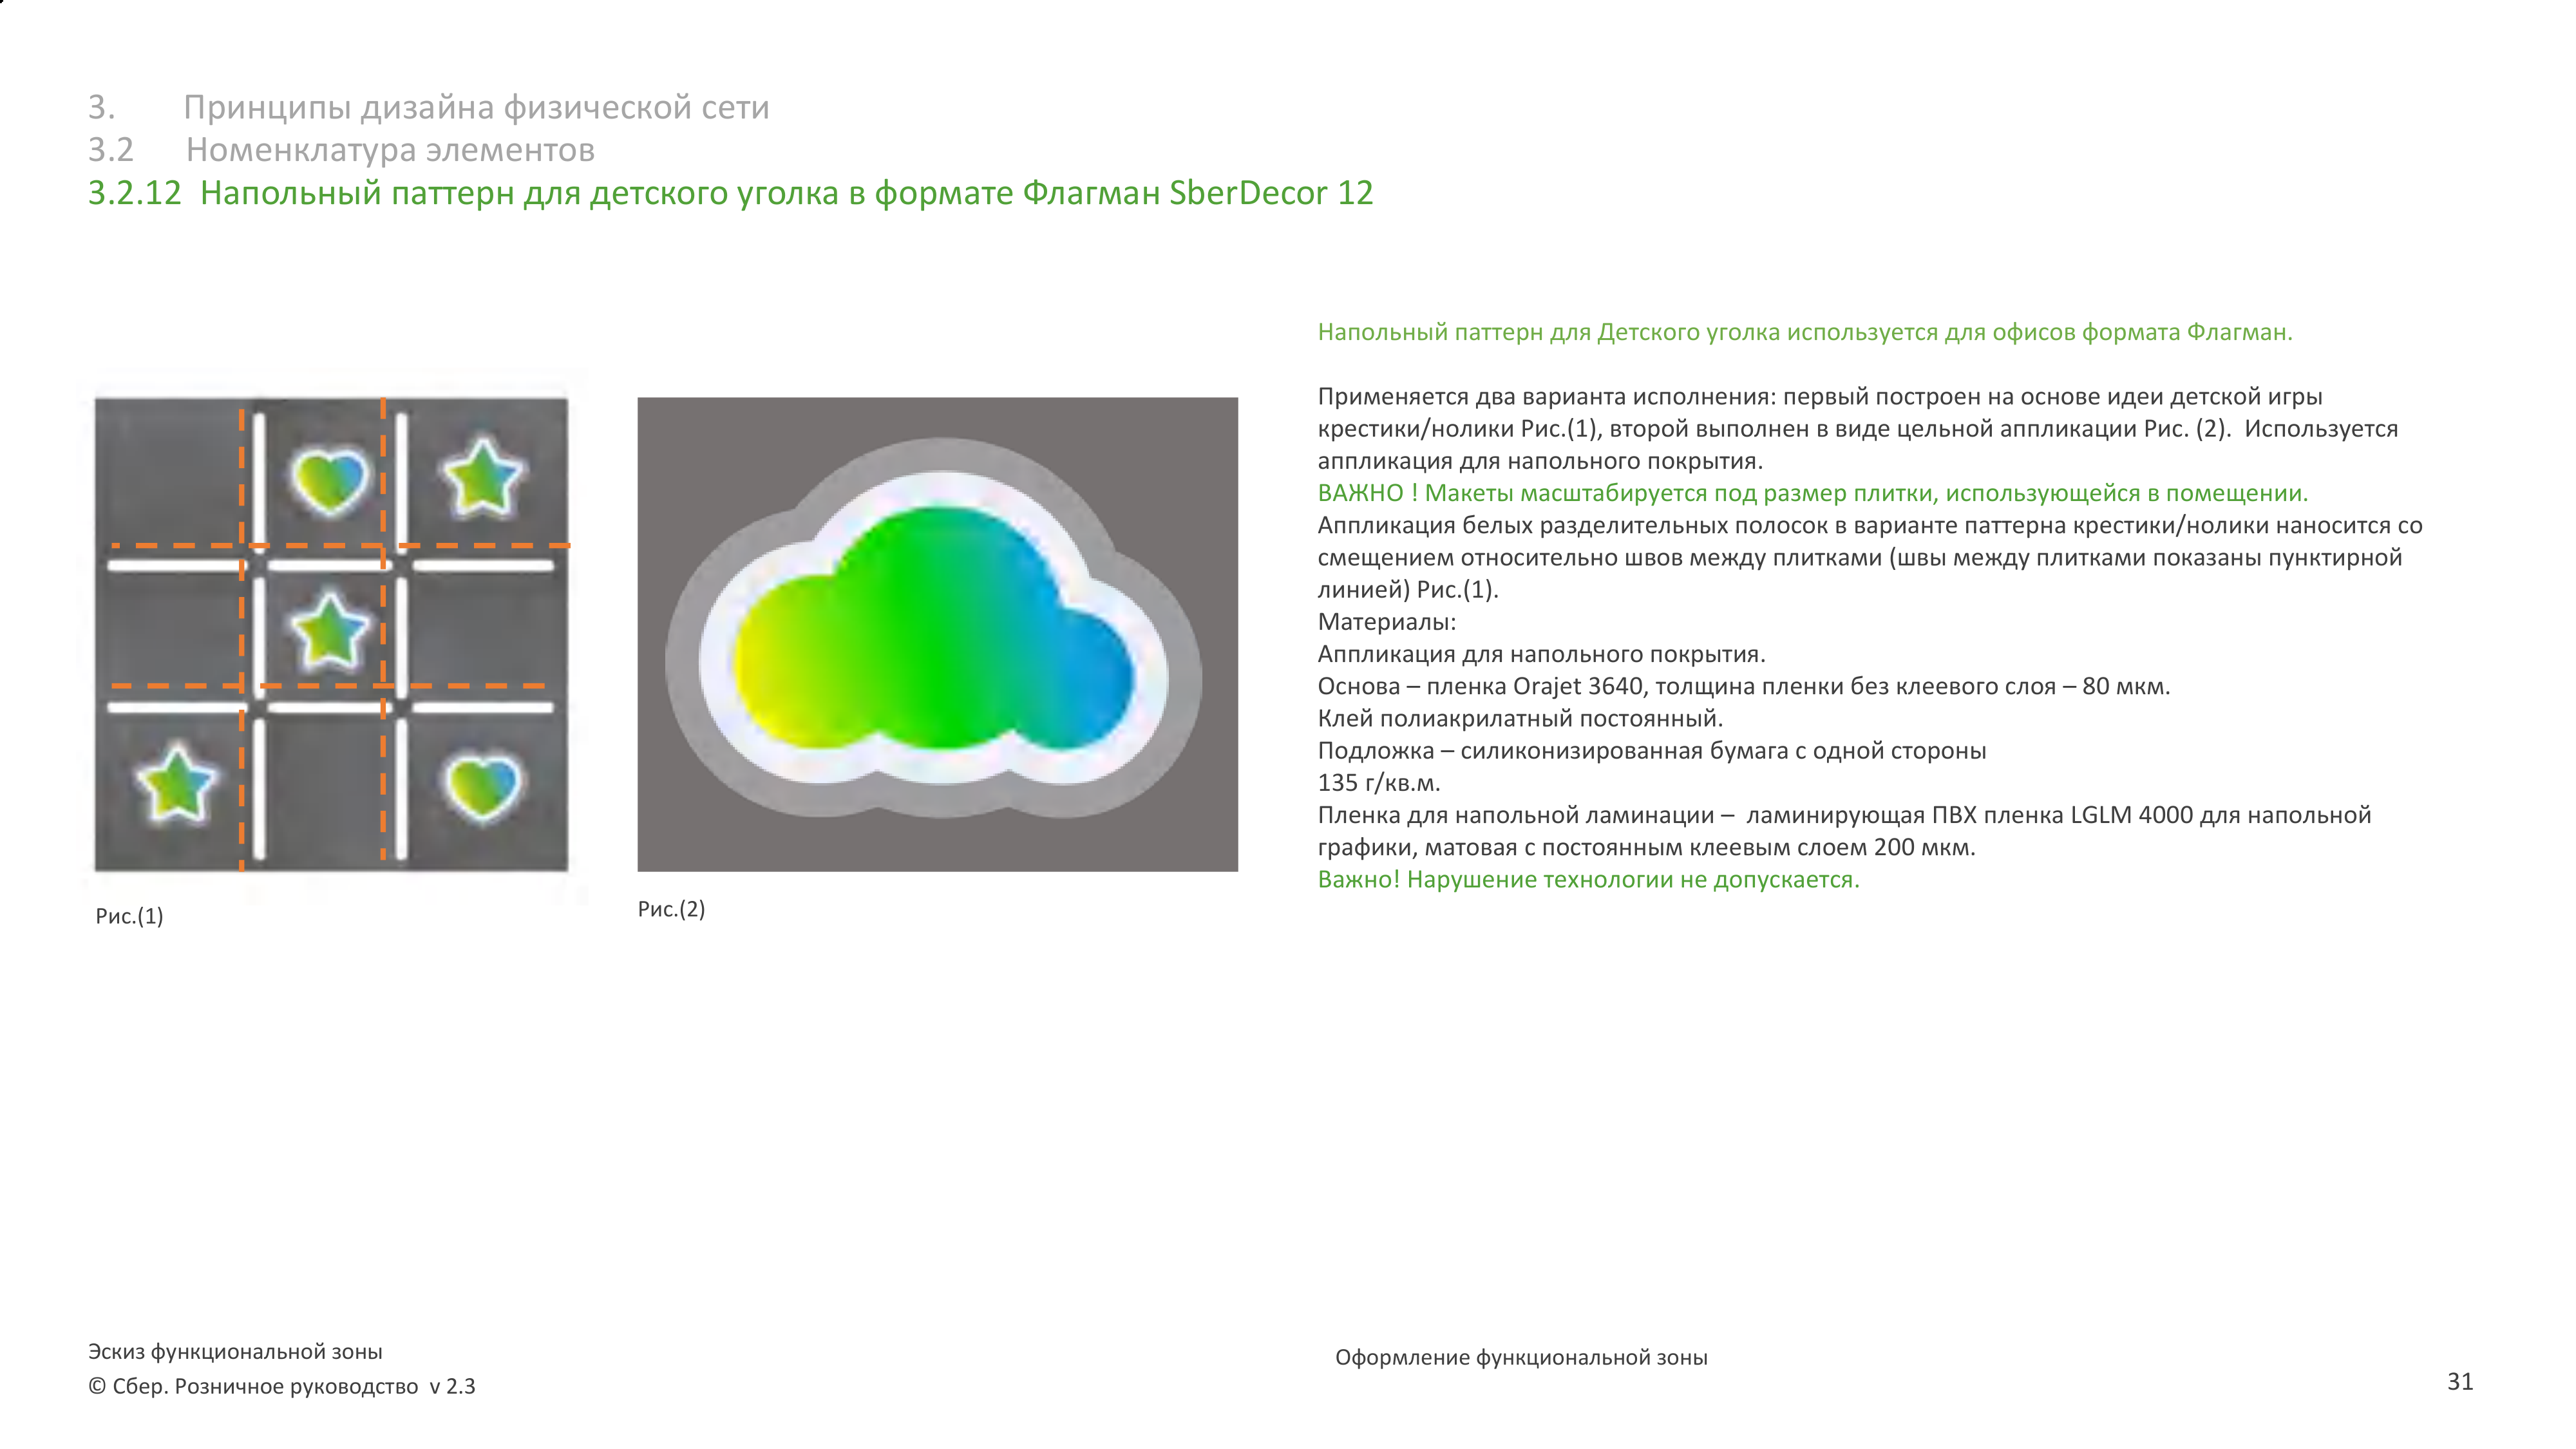 3. Принципы дизайна физической сети
3.2 Номенклатура элементов
3.2.12 Напольный паттерн для детского уголка в формате Флагман SberDecor 12
Напольный паттерн для Детского уголка используется для офисов формата Флагман.
Применяется два варианта исполнения: первый построен на основе идеи детской игры
крестики/нолики Рис.(1), второй выполнен в виде цельной аппликации Рис. (2). Используется
аппликация для напольного покрытия.
ВАЖНО ! Макеты масштабируется под размер плитки, использующейся в помещении.
Аппликация белых разделительных полосок в варианте паттерна крестики/нолики наносится со
смещением относительно швов между плитками (швы между плитками показаны пунктирной
линией) Рис.(1).
Материалы:
Аппликация для напольного покрытия.
Основа – пленка Orajet 3640, толщина пленки без клеевого слоя – 80 мкм.
Клей полиакрилатный постоянный.
Подложка – силиконизированная бумага с одной стороны
135 г/кв.м.
Пленка для напольной ламинации – ламинирующая ПВХ пленка LGLM 4000 для напольной
графики, матовая с постоянным клеевым слоем 200 мкм.
Важно! Нарушение технологии не допускается.
Рис.(1)
Рис.(2)
Эскиз функциональной зоны
© Сбер. Розничное руководство v 2.3
Оформление функциональной зоны
31